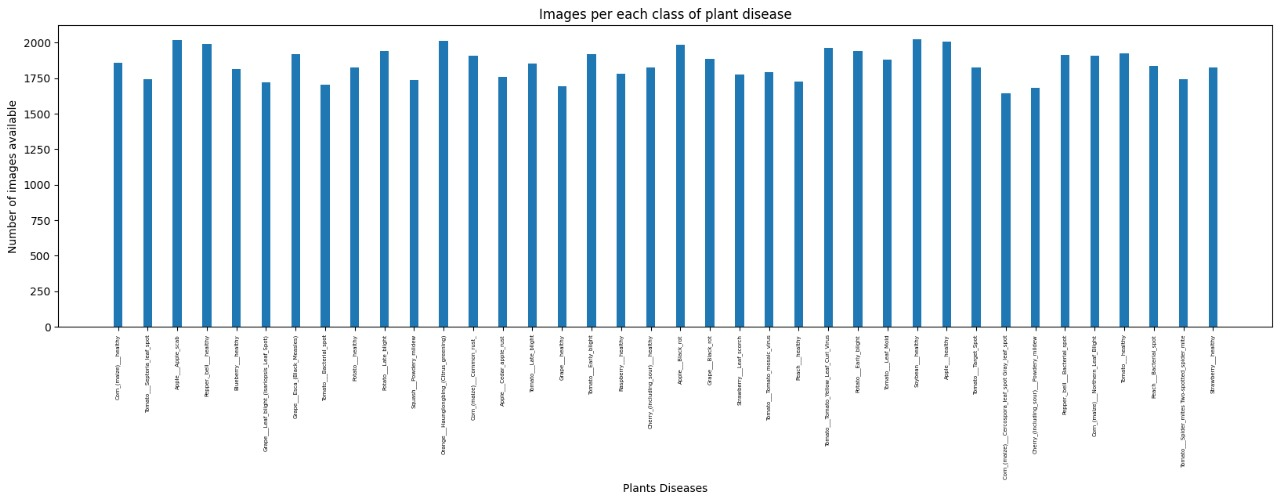 Images per each class of plant disease
Number of images available
2000
1750
1500
1250
1000
750
500
250
0
Corn_(maize)___healthy
Tomato___Septoria_leaf_spot
Apple___Apple_scab
Pepper,_bell___healthy
Blueberry___healthy
Grape___Leaf_blight_(Isariopsis_Leaf_Spot)
Grape___Esca_(Black_Measles)
Tomato___Bacterial_spot
Potato___healthy
Potato___Late_blight
Squash___Powdery_mildew
Orange___Haunglongbing_(Citrus_greening)
Corn_(maize)___Common_rust_
Apple___Cedar_apple_rust
Tomato___Late_blight
Grape___healthy
Tomato___Early_blight
Raspberry___healthy
Cherry_(including_sour)___healthy
Apple___Black_rot
Grape___Black_rot
Strawberry___Leaf_scorch
Tomato___Tomato_mosaic_virus
Peach___healthy
Tomato___Tomato_Yellow_Leaf_Curl_Virus
Potato___Early_blight
Tomato___Leaf_Mold
Soybean___healthy
Apple___healthy
Tomato___Target_Spot
Corn_(maize)___Cercospora_leaf_spot Gray_leaf_spot
Cherry_(including_sour)___Powdery_mildew
Pepper,_bell___Bacterial_spot
Corn_(maize)___Northern_Leaf_Blight
Tomato___healthy
Peach___Bacterial_spot
Tomato___Spider_mites Two-spotted_spider_mite
Strawberry___healthy
Plants Diseases